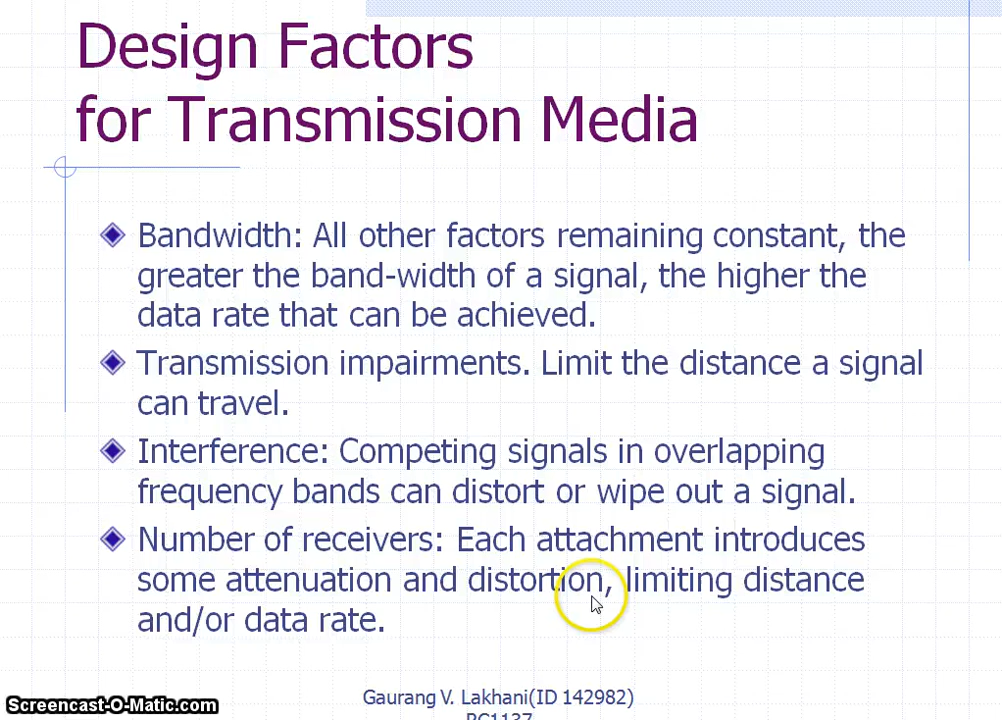 Design Factors
for Transmission Media
Bandwidth: All other factors remaining constant, the
greater the band-width of a signal, the higher the
data rate that can be achieved.
Transmission impairments. Limit the distance a signal
can travel.
Interference: Competing signals in overlapping
frequency bands can distort or wipe out a signal.
Number of receivers: Each attachment introduces
some attenuation and distortion, limiting distance
and/or data rate.
Gaurang V. Lakhani(ID 142982)
Screencast-O-Matic.com